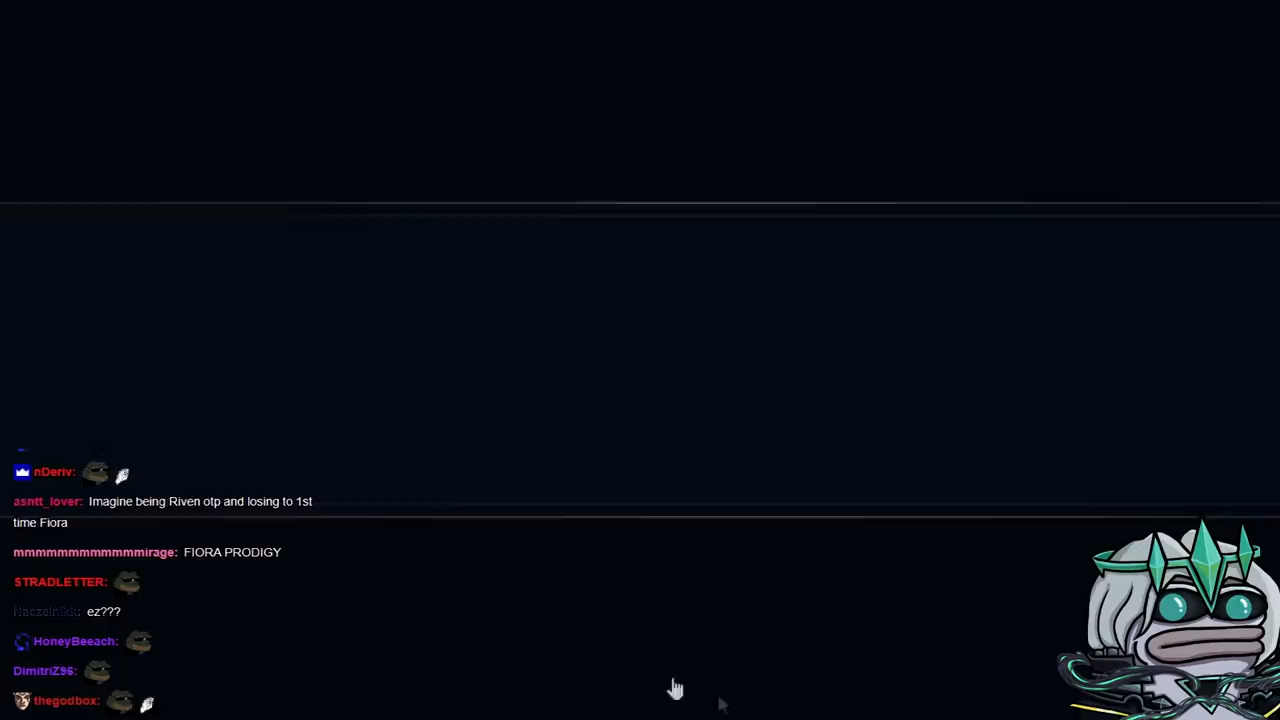 nDeriv:
asntt_lover: Imagine being Riven otp and losing to 1st
time Fiora
mmmmmmmmmmmmirage: FIORA PRODIGY
STRADLETTER:
ez???
HoneyBeeach:
DimitriZ96:
thegodbox: